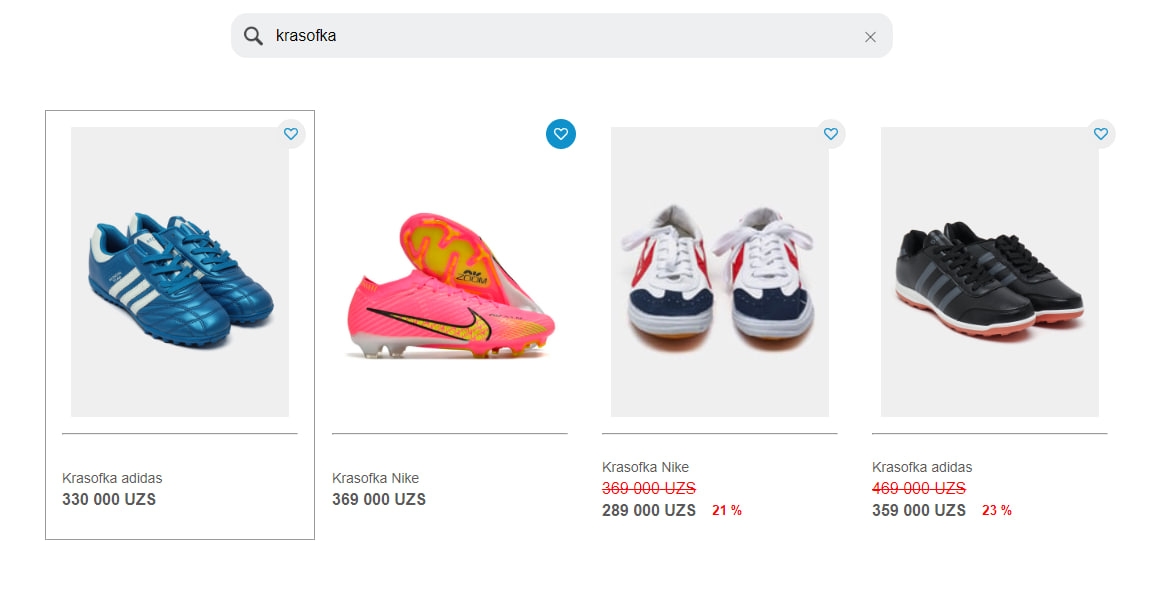 krasofka
ZOOM
Krasofka adidas
330 000 UZS
Krasofka Nike
369 000 UZS
Krasofka Nike
369 000 UZS
289 000 UZS 21 %
Krasofka adidas
469 000 UZS
359 000 UZS 23 %